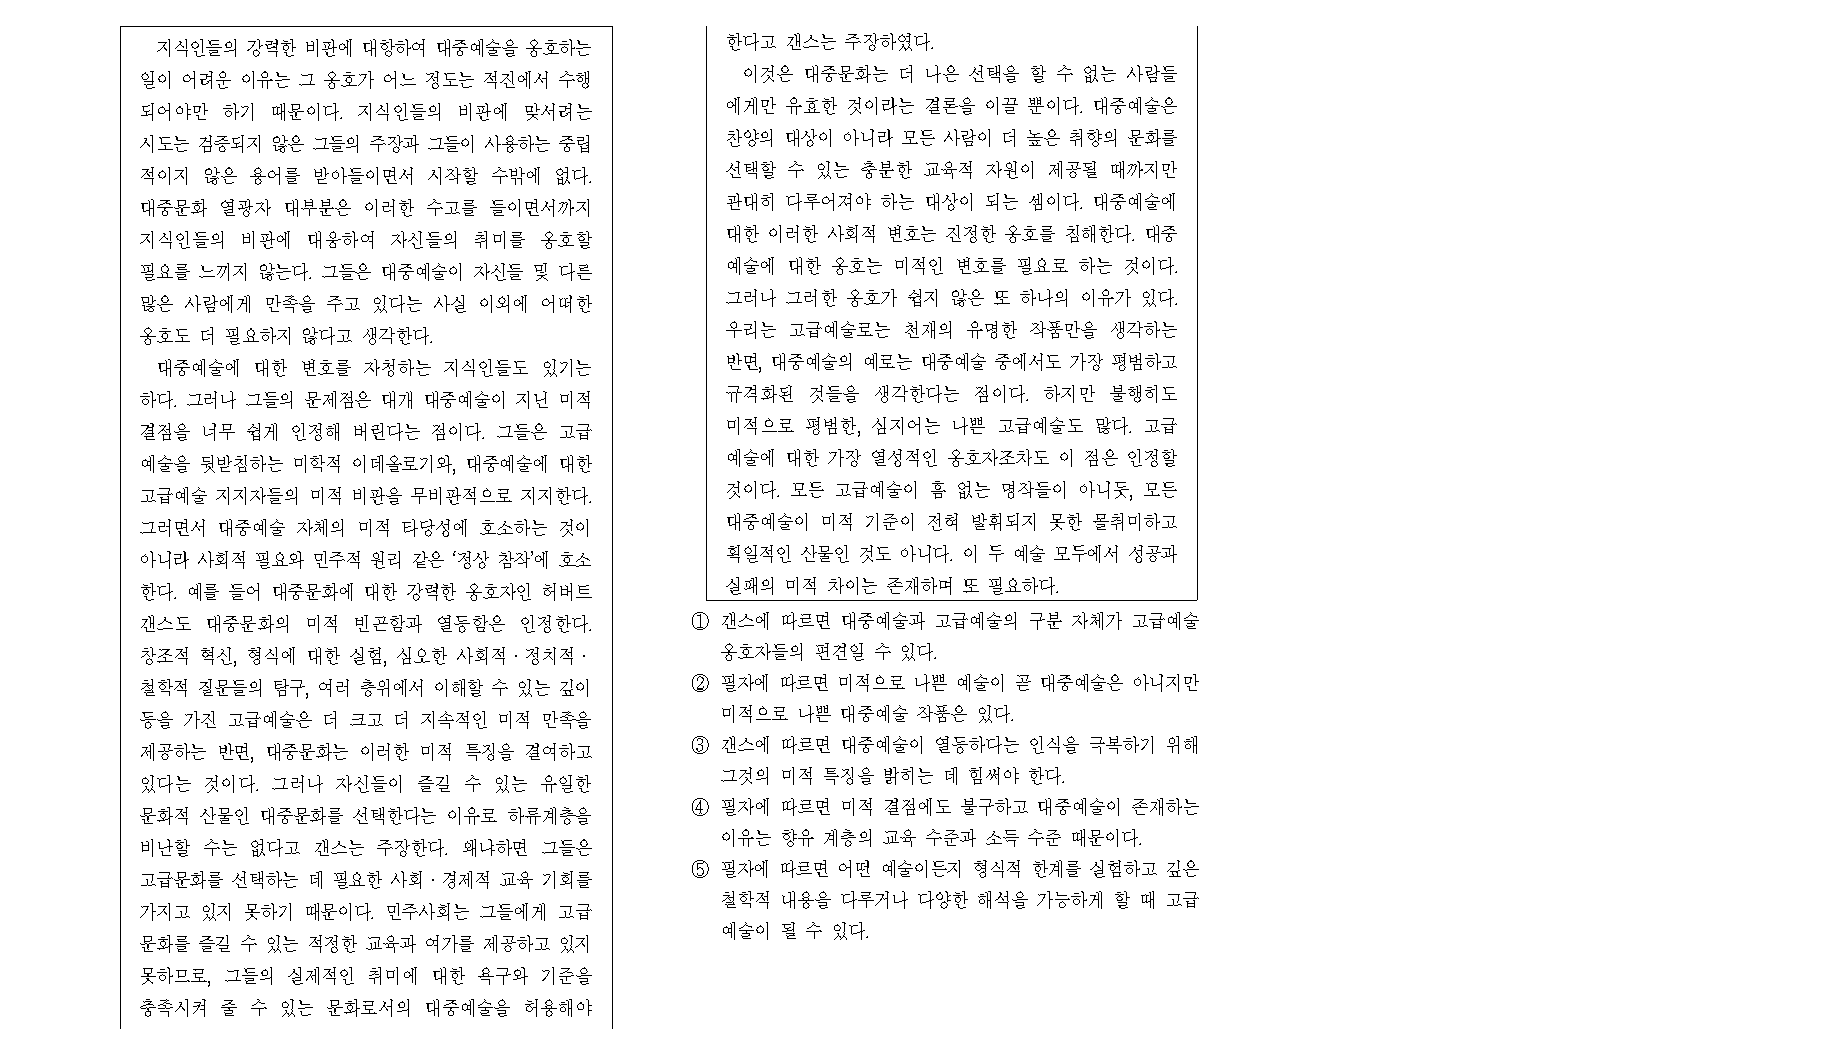 지식인들의 강력한 비판에 대항하여 대중예술을 옹호하는
일이 어려운 이유는 그 옹호가 어느 정도는 적진에서 수행
되어야만 하기 때문이다. 지식인들의 비판에 맞서려는
시도는 검증되지 않은 그들의 주장과 그들이 사용하는 중립
적이지 않은 용어를 받아들이면서 시작할 수밖에 없다.
대중문화 열광자 대부분은 이러한 수고를 들이면서까지
지식인들의 비판에 대응하여 자신들의 취미를 옹호할
필요를 느끼지 않는다. 그들은 대중예술이 자신들 및 다른
많은 사람에게 만족을 주고 있다는 사실 이외에 어떠한
옹호도 더 필요하지 않다고 생각한다.
대중예술에 대한 변호를 자청하는 지식인들도 있기는
하다. 그러나 그들의 문제점은 대개 대중예술이 지닌 미적
결점을 너무 쉽게 인정해 버린다는 점이다. 그들은 고급
예술을 뒷받침하는 미학적 이데올로기와, 대중예술에 대한
고급예술 지지자들의 미적 비판을 무비판적으로 지지한다.
그러면서 대중예술 자체의 미적 타당성에 호소하는 것이
아니라 사회적 필요와 민주적 원리 같은 ‘정상 참작’에 호소
한다. 예를 들어 대중문화에 대한 강력한 옹호자인 허버트
갠스도 대중문화의 미적 빈곤함과 열등함은 인정한다.
창조적 혁신, 형식에 대한 실험, 심오한 사회적·정치적·
철학적 질문들의 탐구, 여러 층위에서 이해할 수 있는 깊이
등을 가진 고급예술은 더 크고 더 지속적인 미적 만족을
제공하는 반면, 대중문화는 이러한 미적 특징을 결여하고
있다는 것이다. 그러나 자신들이 즐길 수 있는 유일한
문화적 산물인 대중문화를 선택한다는 이유로 하류계층을
비난할 수는 없다고 갠스는 주장한다. 왜냐하면 그들은
고급문화를 선택하는 데 필요한 사회·경제적 교육 기회를
가지고 있지 못하기 때문이다. 민주사회는 그들에게 고급
문화를 즐길 수 있는 적정한 교육과 여가를 제공하고 있지
못하므로, 그들의 실제적인 취미에 대한 욕구와 기준을
충족시켜 줄 수 있는 문화로서의 대중예술을 허용해야
한다고 갠스는 주장하였다.
이것은 대중문화는 더 나은 선택을 할 수 없는 사람들
에게만 유효한 것이라는 결론을 이끌 뿐이다. 대중예술은
찬양의 대상이 아니라 모든 사람이 더 높은 취향의 문화를
선택할 수 있는 충분한 교육적 자원이 제공될 때까지만
관대히 다루어져야 하는 대상이 되는 셈이다. 대중예술에
대한 이러한 사회적 변호는 진정한 옹호를 침해한다. 대중
예술에 대한 옹호는 미적인 변호를 필요로 하는 것이다.
그러나 그러한 옹호가 쉽지 않은 또 하나의 이유가 있다.
우리는 고급예술로는 천재의 유명한 작품만을 생각하는
반면, 대중예술의 예로는 대중예술 중에서도 가장 평범하고
규격화된 것들을 생각한다는 점이다. 하지만 불행히도
미적으로 평범한, 심지어는 나쁜 고급예술도 많다. 고급
예술에 대한 가장 열성적인 옹호자조차도 이 점은 인정할
것이다. 모든 고급예술이 흠 없는 명작들이 아니듯, 모든
대중예술이 미적 기준이 전혀 발휘되지 못한 몰취미하고
획일적인 산물인 것도 아니다. 이 두 예술 모두에서 성공과
실패의 미적 차이는 존재하며 또 필요하다.
① 갠스에 따르면 대중예술과 고급예술의 구분 자체가 고급예술
옹호자들의 편견일 수 있다.
② 필자에 따르면 미적으로 나쁜 예술이 곧 대중예술은 아니지만
미적으로 나쁜 대중예술 작품은 있다.
③ 갠스에 따르면 대중예술이 열등하다는 인식을 극복하기 위해
그것의 미적 특징을 밝히는 데 힘써야 한다.
④ 필자에 따르면 미적 결점에도 불구하고 대중예술이 존재하는
이유는 향유 계층의 교육 수준과 소득 수준 때문이다.
⑤ 필자에 따르면 어떤 예술이든지 형식적 한계를 실험하고 깊은
철학적 내용을 다루거나 다양한 해석을 가능하게 할 때 고급
예술이 될 수 있다.